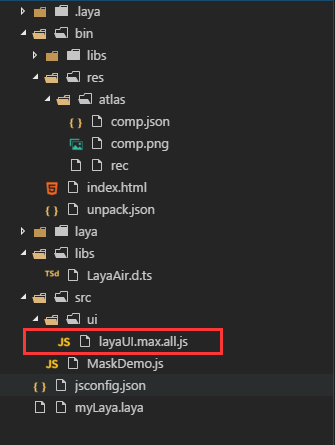 .laya
bin
libs
res
atlas
{ } comp.json
comp.png
rec
index.html
{ } unpack.json
laya
libs
TSd LayaAir.d.ts
src
ui
JS layaUI.max.all.js
JS MaskDemo.js
{ } jsconfig.json
myLaya.laya